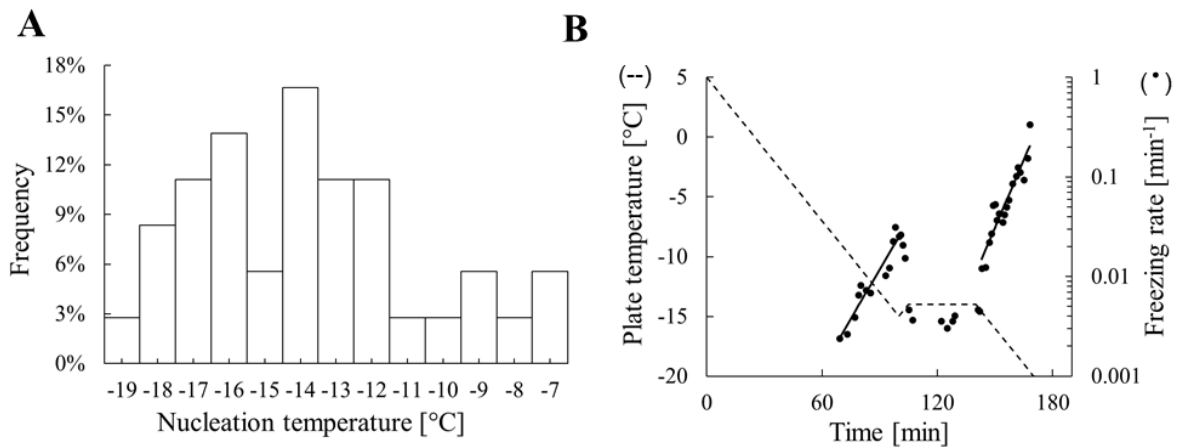 A
18%
15%
12%
9%
6%
3%
0%
Frequency
-19 -18 -17 -16 -15 -14 -13 -12 -11 -10 -9 -8 -7
Nucleation temperature [°C]
B
(--)
5
0
-5
-10
-15
-20
Plate temperature [°C]
0 60 120 180
Time [min]
(•)
1
0.1
0.01
0.001
Freezing rate [min⁻¹]